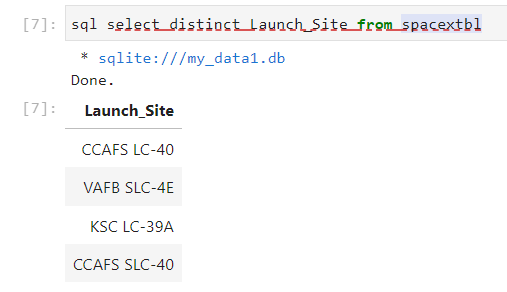 [7]: sql select distinct Launch_Site from spacextbl
* sqlite:///my_data1.db
Done.
[7]: Launch_Site
CCAFS LC-40
VAFB SLC-4E
KSC LC-39A
CCAFS SLC-40